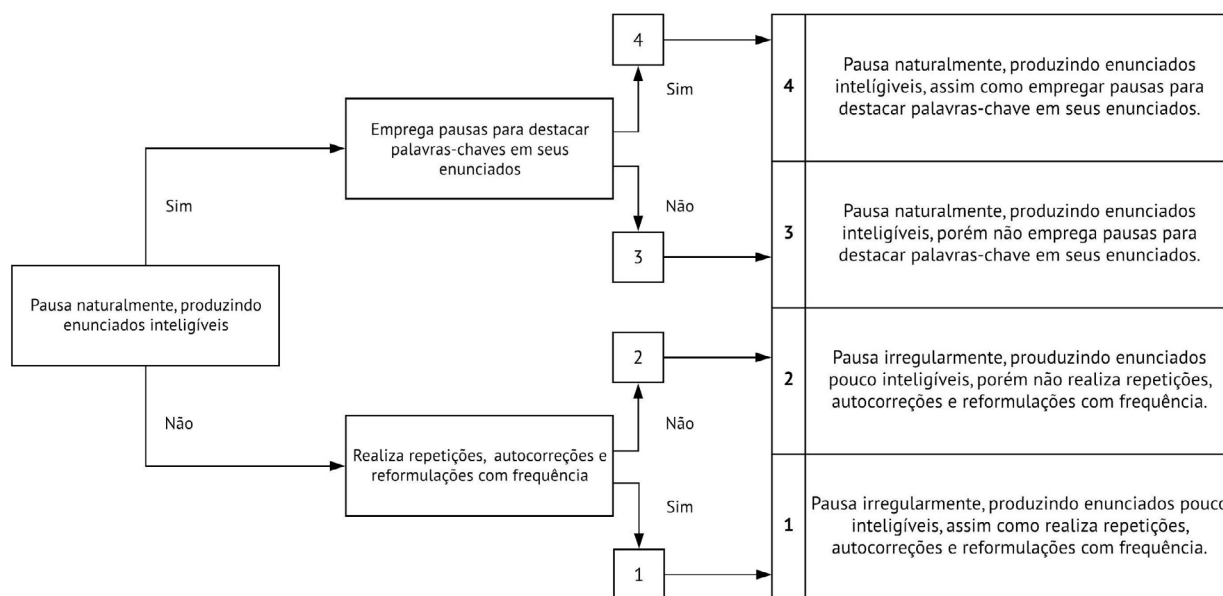 Pausa naturalmente, produzindo
enunciados inteligíveis
Sim
Não
Emprega pausas para destacar
palavras-chaves em seus
enunciados
Sim
Não
Realiza repetições, autocorreções e
reformulações com frequência
Não
Sim
4
3
2
1
4
Pausa naturalmente, produzindo enunciados
intelígiveis, assim como empregar pausas para
destacar palavras-chave em seus enunciados.
3
Pausa naturalmente, produzindo enunciados
inteligíveis, porém não emprega pausas para
destacar palavras-chave em seus enunciados.
2
Pausa irregularmente, prouduzindo enunciados
pouco inteligíveis, porém não realiza repetições,
autocorreções e reformulações com frequência.
1
Pausa irregularmente, produzindo enunciados pouco
inteligíveis, assim como realiza repetições,
autocorreções e reformulações com frequência.